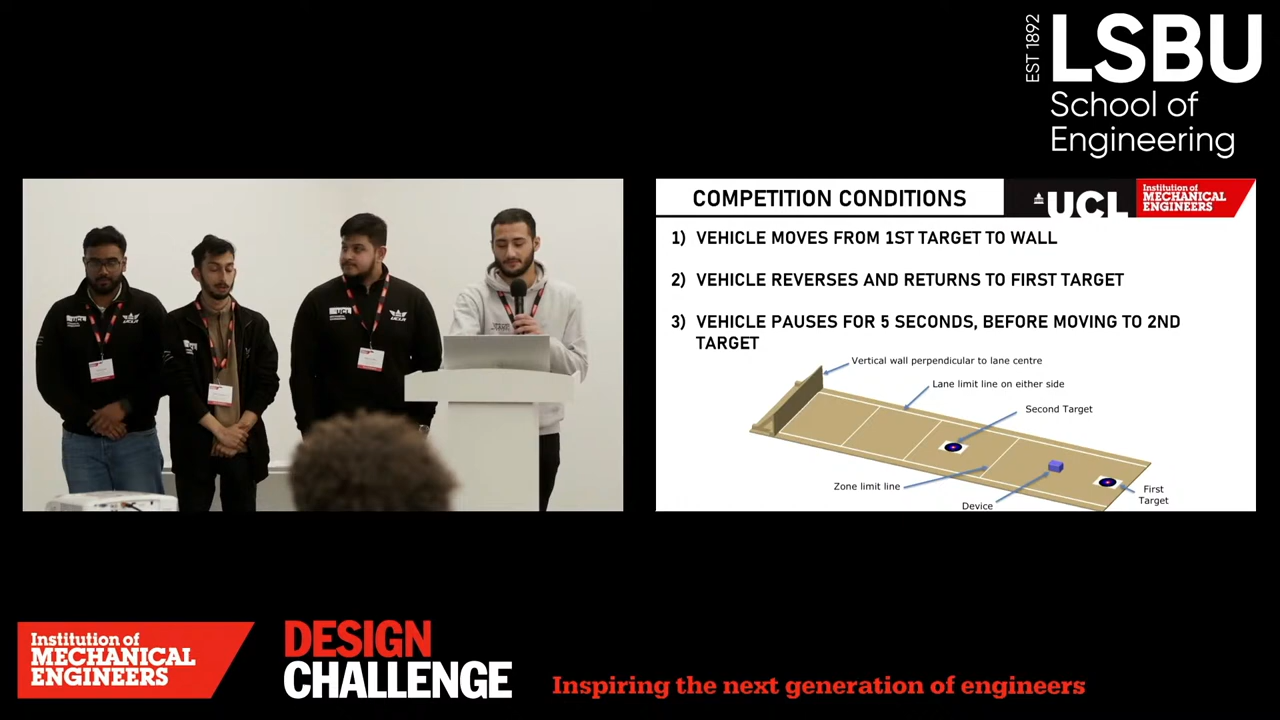 EST 1892
LSBU
School of
Engineering
COMPETITION CONDITIONS
UCL
Institution of
MECHANICAL
ENGINEERS
1) VEHICLE MOVES FROM 1ST TARGET TO WALL
2) VEHICLE REVERSES AND RETURNS TO FIRST TARGET
3) VEHICLE PAUSES FOR 5 SECONDS, BEFORE MOVING TO 2ND
TARGET
Vertical wall perpendicular to lane centre
Lane limit line on either side
Second Target
Zone limit line
Device
First
Target
UCL
Institution of
MECHANICAL
ENGINEERS
DESIGN
CHALLENGE
Inspiring the next generation of engineers